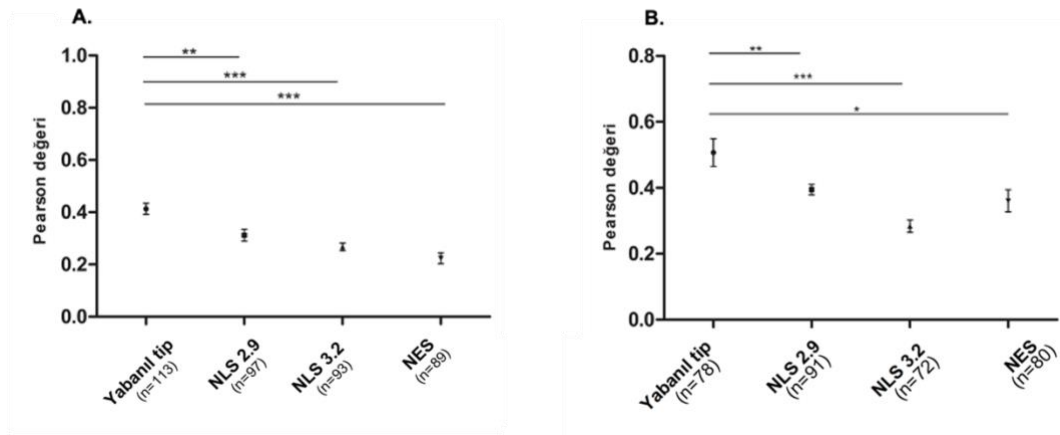 A.
Pearson değeri
1.0
0.8
0.6
0.4
0.2
0.0
**
***
***
Yabanıl tip
(n=113)
NLS 2.9
(n=97)
NLS 3.2
(n=93)
NES
(n=89)
B.
Pearson değeri
0.8
0.6
0.4
0.2
0.0
**
***
*
Yabanıl tip
(n=78)
NLS 2.9
(n=91)
NLS 3.2
(n=72)
NES
(n=80)